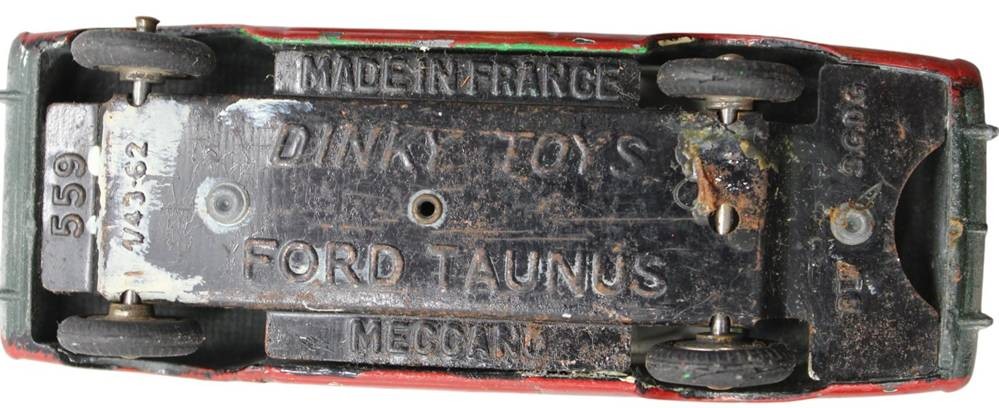 MADE IN FRANCE
DINKY TOYS
FORD TAUNUS
MECCANO
559
1/43-62